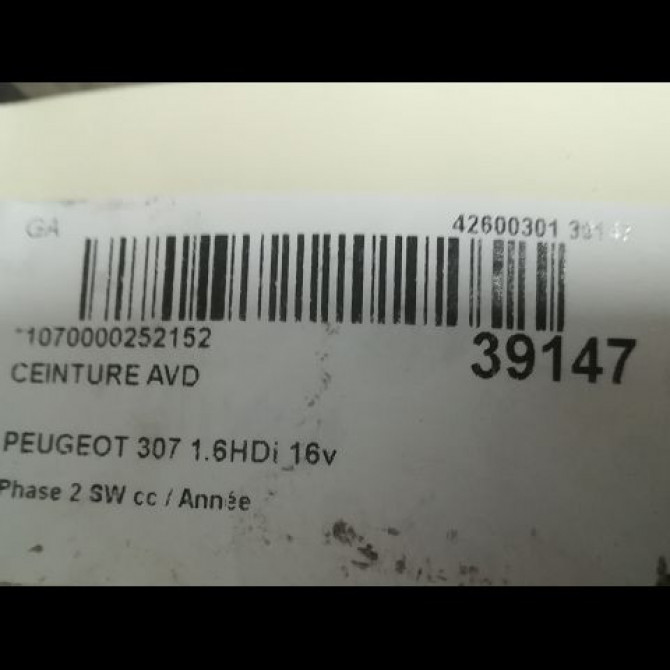 GA 42600301
*1070000252152
39147
CEINTURE AVD
PEUGEOT 307 1.6HDi 16v
Phase 2 SW cc / Année